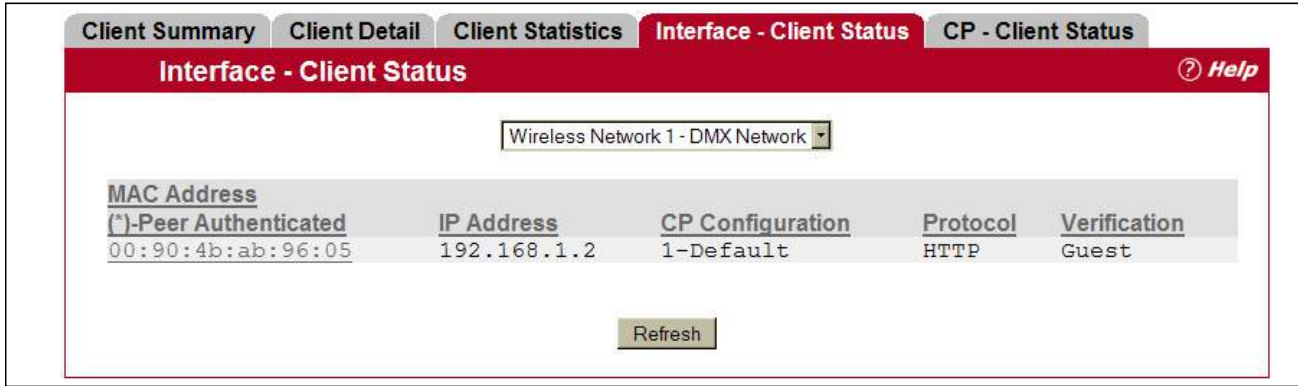 Client Summary Client Detail Client Statistics Interface - Client Status CP - Client Status
Interface - Client Status ? Help
Wireless Network 1 - DMX Network
MAC Address
(*)-Peer Authenticated IP Address CP Configuration Protocol Verification
00:90:4b:ab:96:05 192.168.1.2 1-Default HTTP Guest
Refresh